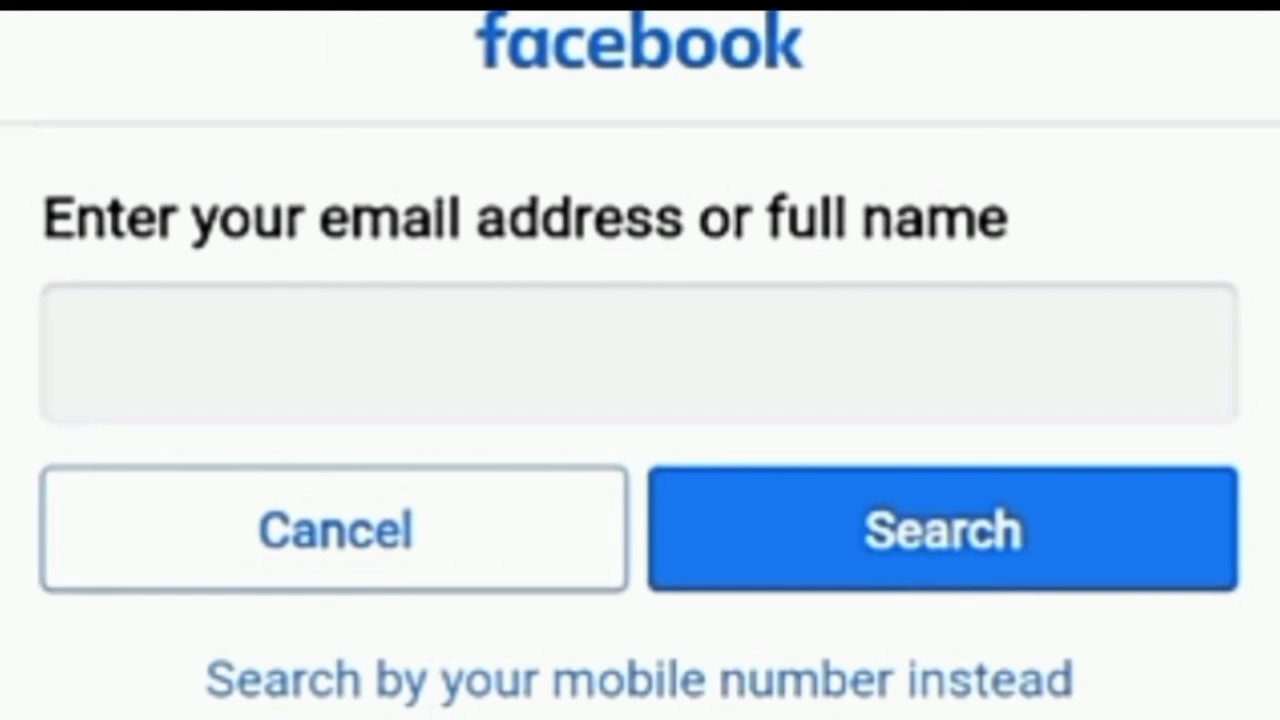 facebook
Enter your email address or full name
Cancel
Search
Search by your mobile number instead